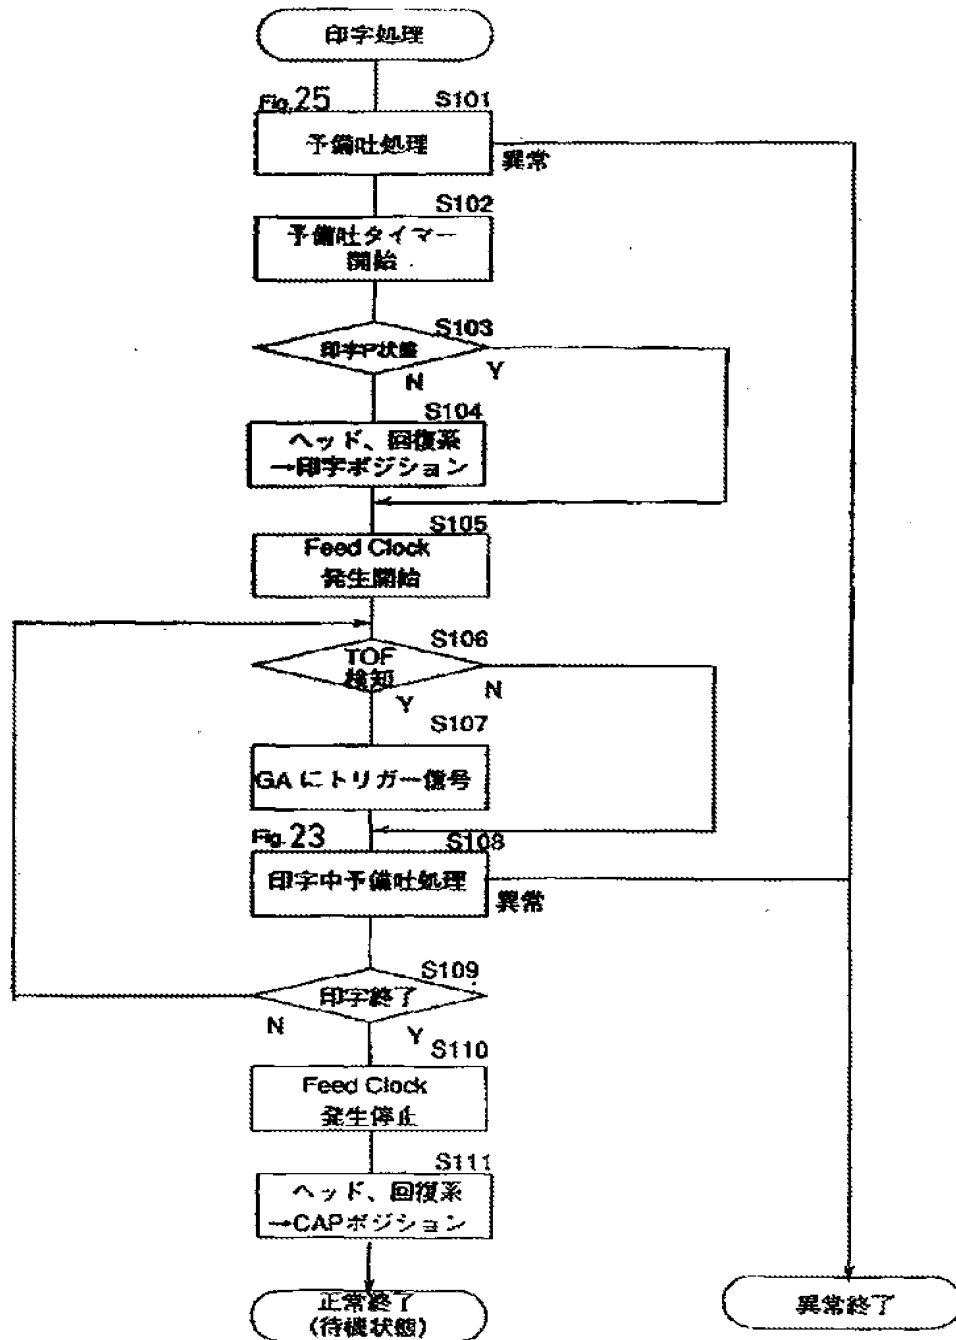 印字処理
Fig.25
S101
予備吐処理
異常
S102
予備吐タイマー
開始
S103
印字P状態
N
Y
S104
ヘッド、回復系
→印字ポジション
S105
Feed Clock
発生開始
S106
TOF
検知
N
Y
S107
GAにトリガー信号
Fig.23
S108
印字中予備吐処理
異常
S109
印字終了
N
Y
S110
Feed Clock
発生停止
S111
ヘッド、回復系
→CAPポジション
正常終了
(待機状態)
異常終了